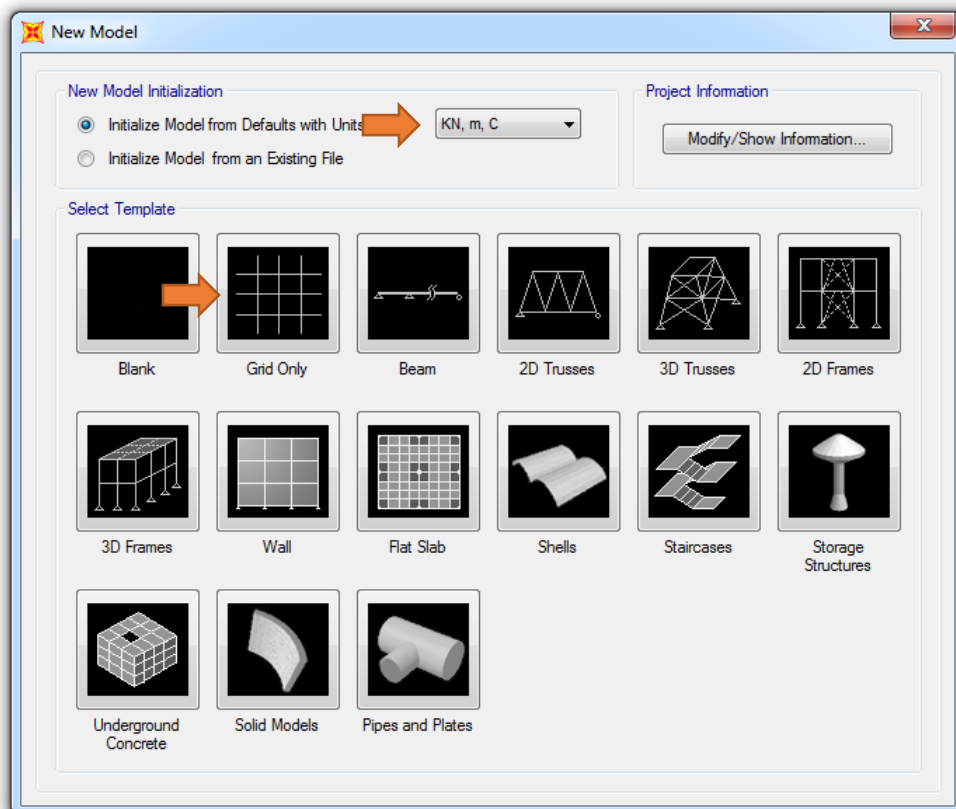 New Model
New Model Initialization
Project Information
Initialize Model from Defaults with Units
KN, m, C
Modify/Show Information...
Initialize Model from an Existing File
Select Template
Blank
Grid Only
Beam
2D Trusses
3D Trusses
2D Frames
3D Frames
Wall
Flat Slab
Shells
Staircases
Storage
Structures
Underground
Concrete
Solid Models
Pipes and Plates